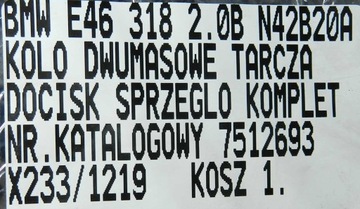 BMW E46 318 2.0B N42B20A
KOLO DWUMASOWE TARCZA
DOCISK SPRZEGLO KOMPLET
NR.KATALOGOWY 7512693
X233/1219 KOSZ 1.